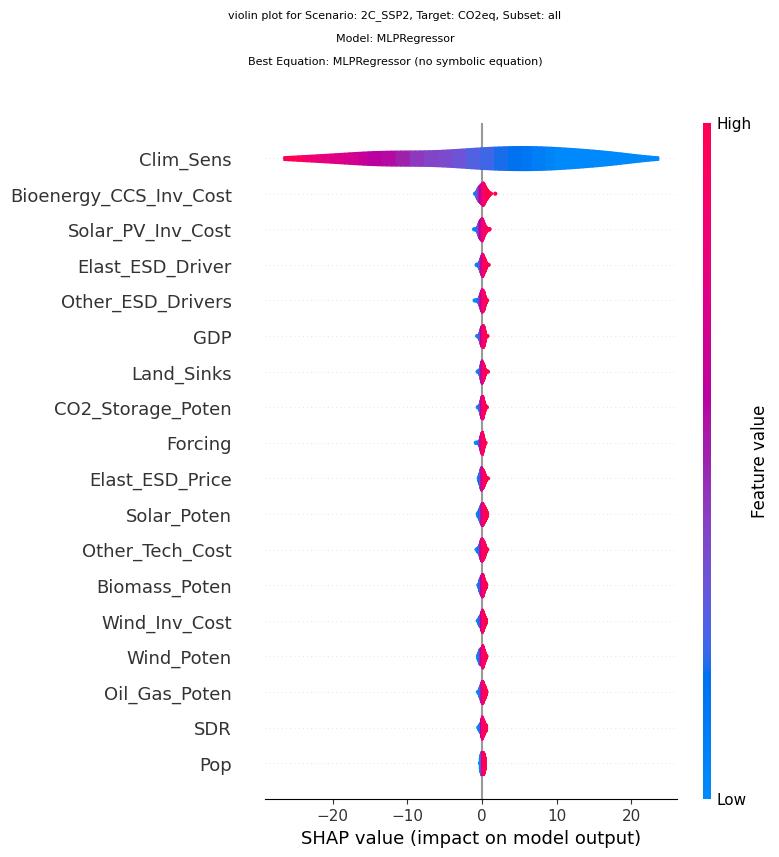 violin plot for Scenario: 2C_SSP2, Target: CO2eq, Subset: all
Model: MLPRegressor
Best Equation: MLPRegressor (no symbolic equation)
High
Clim_Sens
Bioenergy_CCS_Inv_Cost
Solar_PV_Inv_Cost
Elast_ESD_Driver
Other_ESD_Drivers
GDP
Land_Sinks
CO2_Storage_Poten
Forcing
Elast_ESD_Price
Solar_Poten
Other_Tech_Cost
Biomass_Poten
Wind_Inv_Cost
Wind_Poten
Oil_Gas_Poten
SDR
Pop
Feature value
Low
−20 −10 0 10 20
SHAP value (impact on model output)